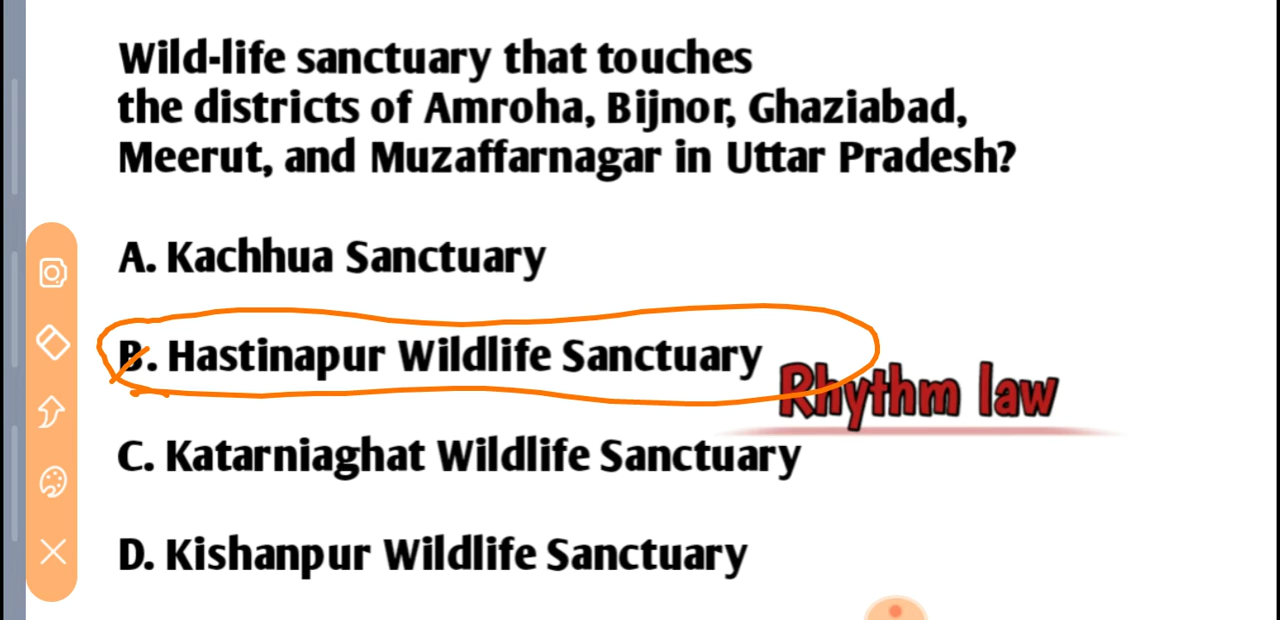 Wild-life sanctuary that touches
the districts of Amroha, Bijnor, Ghaziabad,
Meerut, and Muzaffarnagar in Uttar Pradesh?
A. Kachhua Sanctuary
B. Hastinapur Wildlife Sanctuary
Rhythm law
C. Katarniaghat Wildlife Sanctuary
D. Kishanpur Wildlife Sanctuary